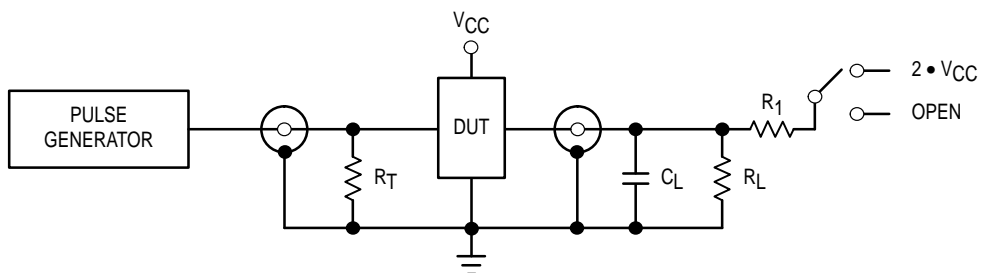 VCC
PULSE
GENERATOR
DUT
RT
CL
RL
R1
2 • VCC
OPEN